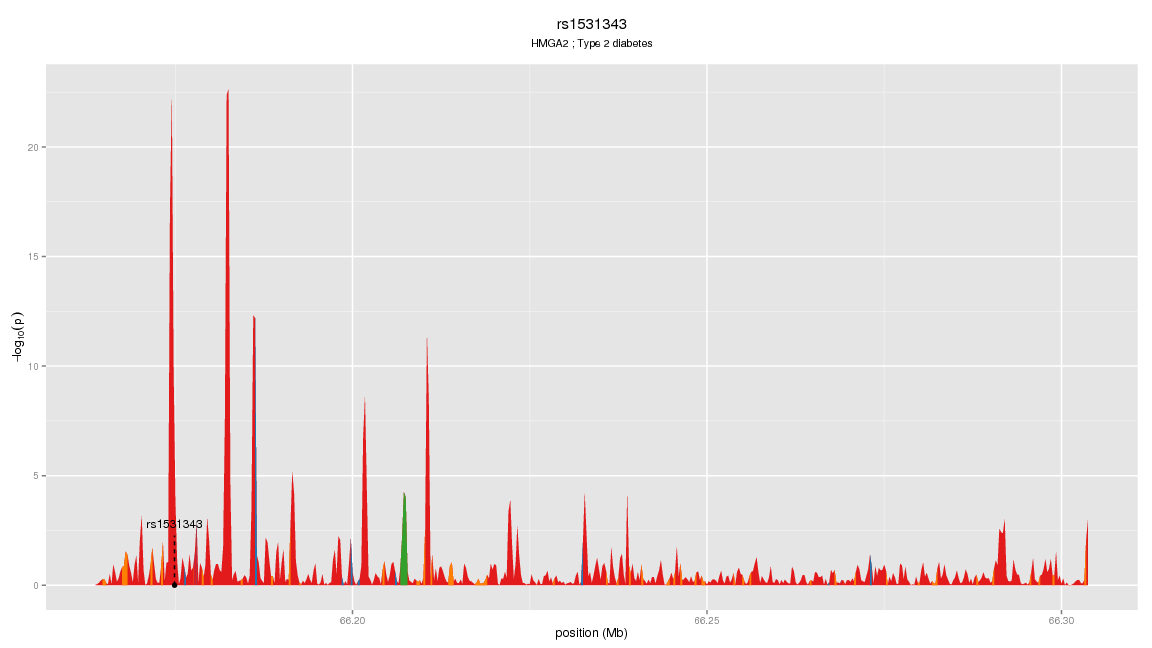 rs1531343
HMGA2 ; Type 2 diabetes
−log10(p)
20
15
10
5
0
rs1531343
66.20
66.25
66.30
position (Mb)